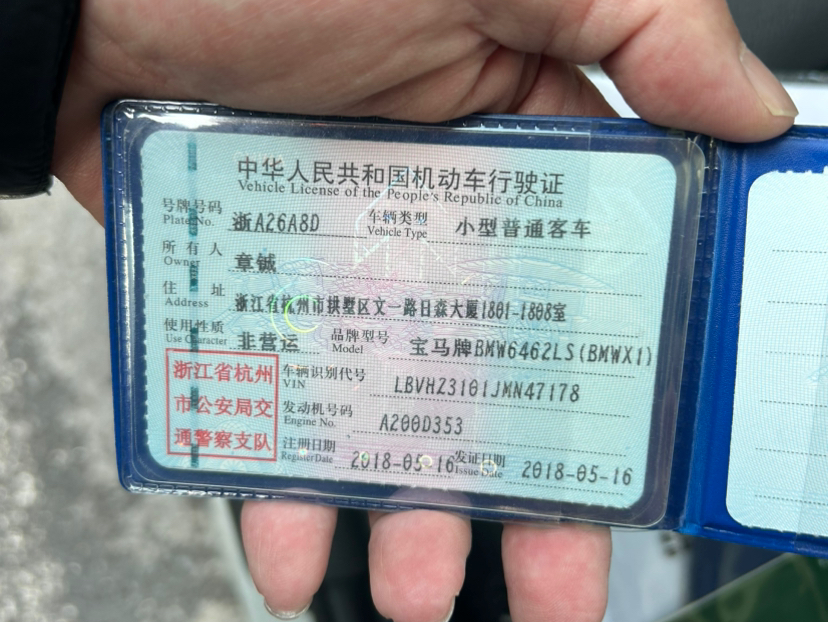 中华人民共和国机动车行驶证
Vehicle License of the People's Republic of China
号牌号码 浙A26A8D 车辆类型 小型普通客车
Plate No. Vehicle Type
所有人 章铖
Owner
住址 浙江省杭州市拱墅区文一路日森大厦1801-1808室
Address
使用性质 非营运 品牌型号 宝马牌BMW6462LS(BMWX1)
Use Character Model
浙江省杭州
市公安局交
通警察支队
车辆识别代号 LBVH23101JMN47178
VIN
发动机号码 A200D353
Engine No.
注册日期 2018-05-16 发证日期 2018-05-16
Register Date Issue Date